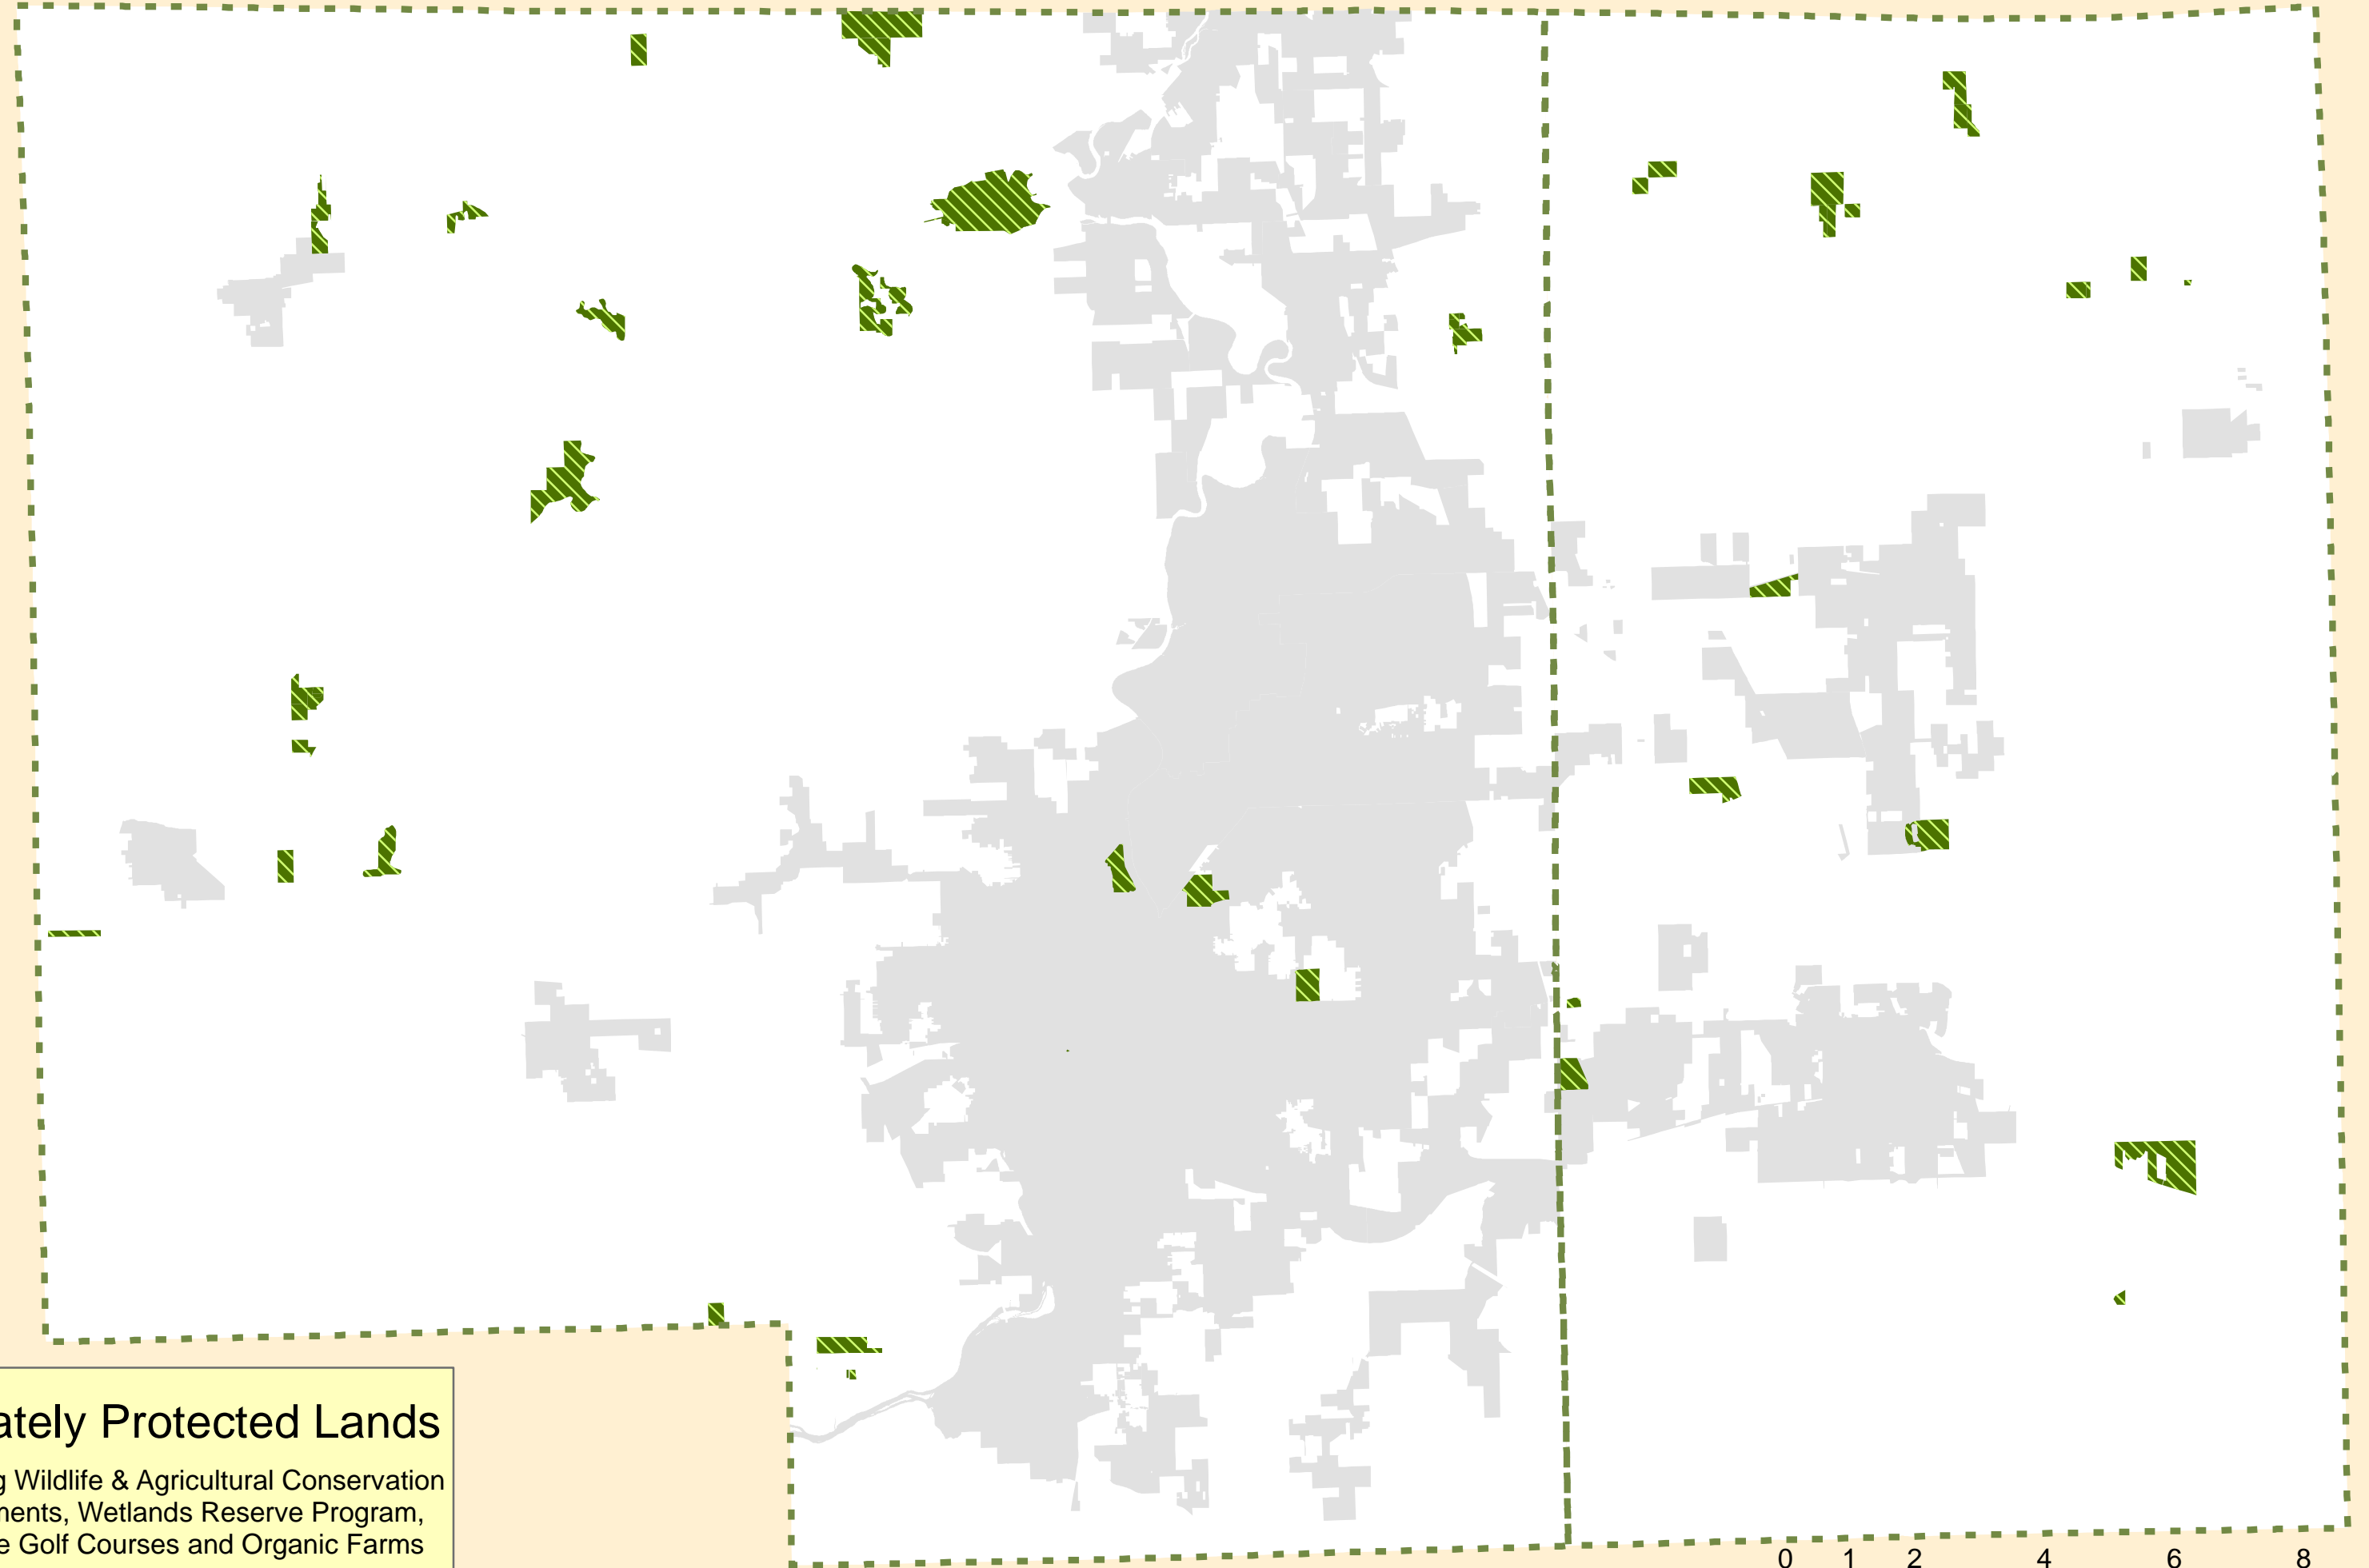 ately Protected Lands
g Wildlife & Agricultural Conservation
ments, Wetlands Reserve Program,
e Golf Courses and Organic Farms
0 1 2 4 6 8